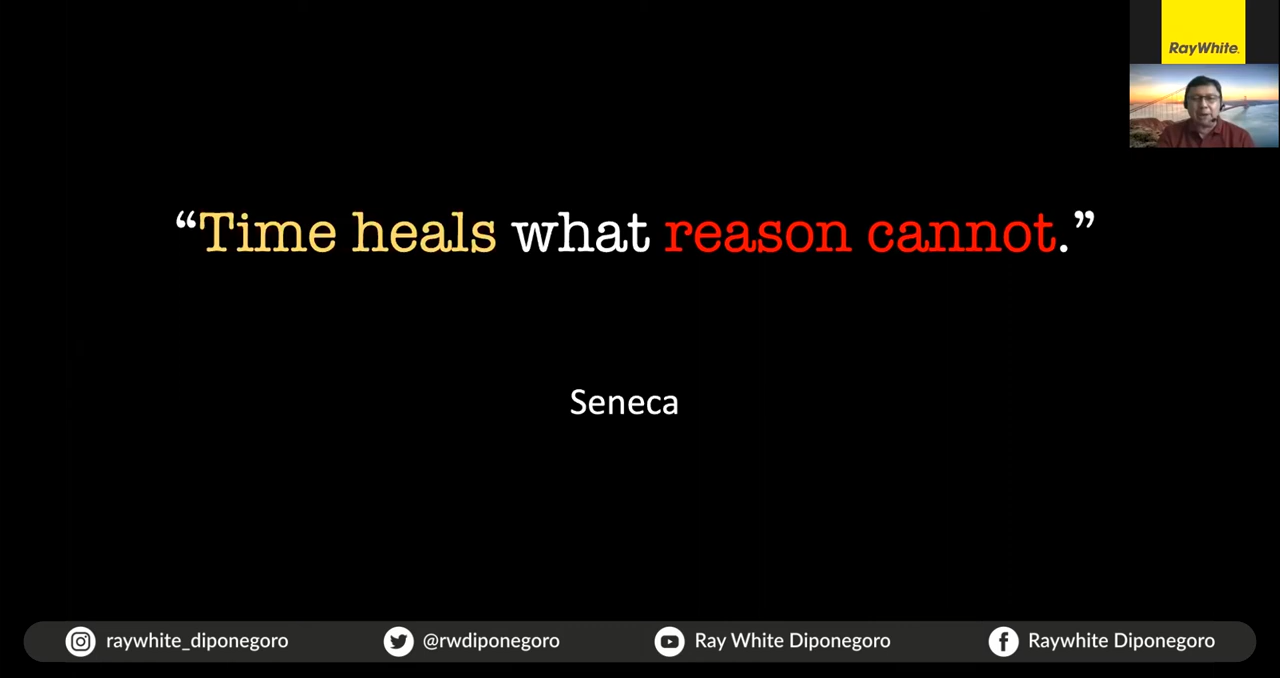 RayWhite.
“Time heals what reason cannot.”
Seneca
raywhite_diponegoro
@rwdiponegoro
Ray White Diponegoro
Raywhite Diponegoro